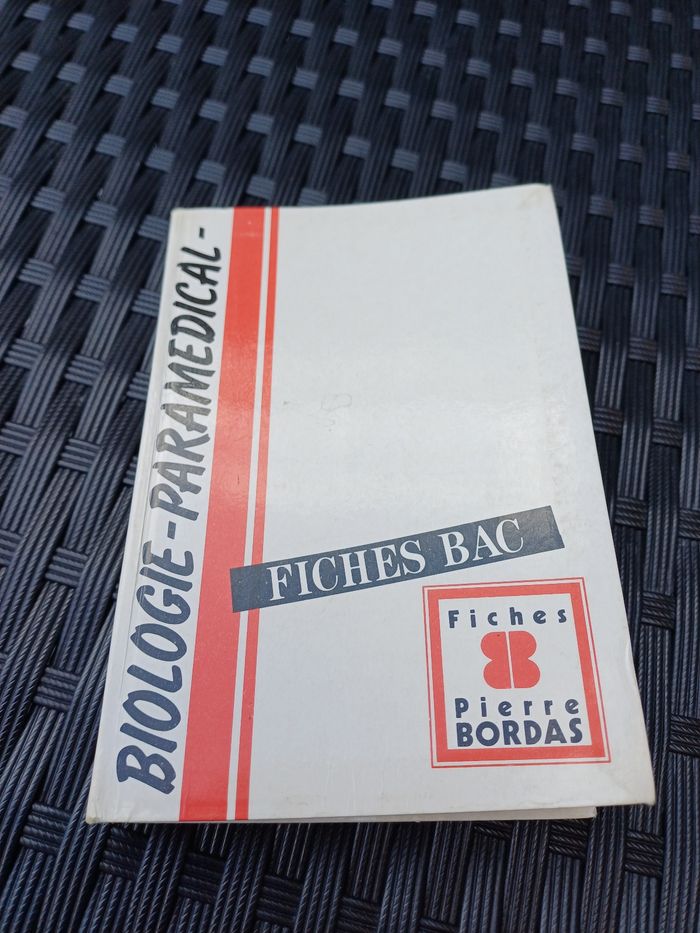 BIOLOGIE-PARAMEDICAL-
FICHES BAC
Fiches
Pierre
BORDAS